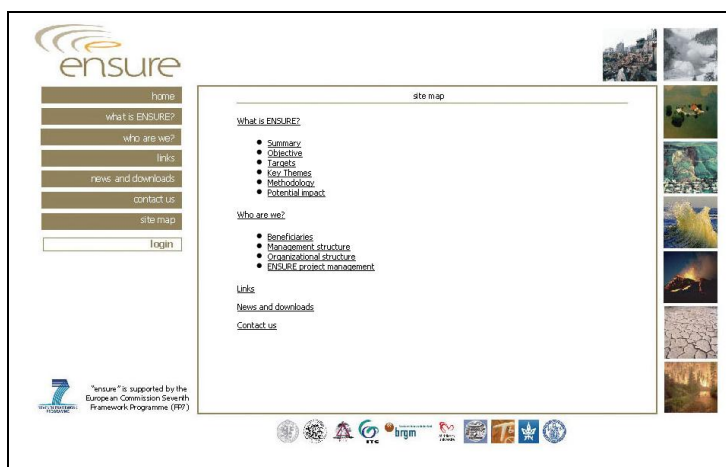 ensure
home
what is ENSURE?
who are we?
links
news and downloads
contact us
site map
login
site map
What is ENSURE?
Summary
Objective
Targets
Key Themes
Methodology
Potential impact
Who are we?
Beneficiaries
Management structure
Organizational structure
ENSURE project management
Links
News and downloads
Contact us
"ensure" is supported by the
European Commission Seventh
Framework Programme (FP7)
ITC
brgm